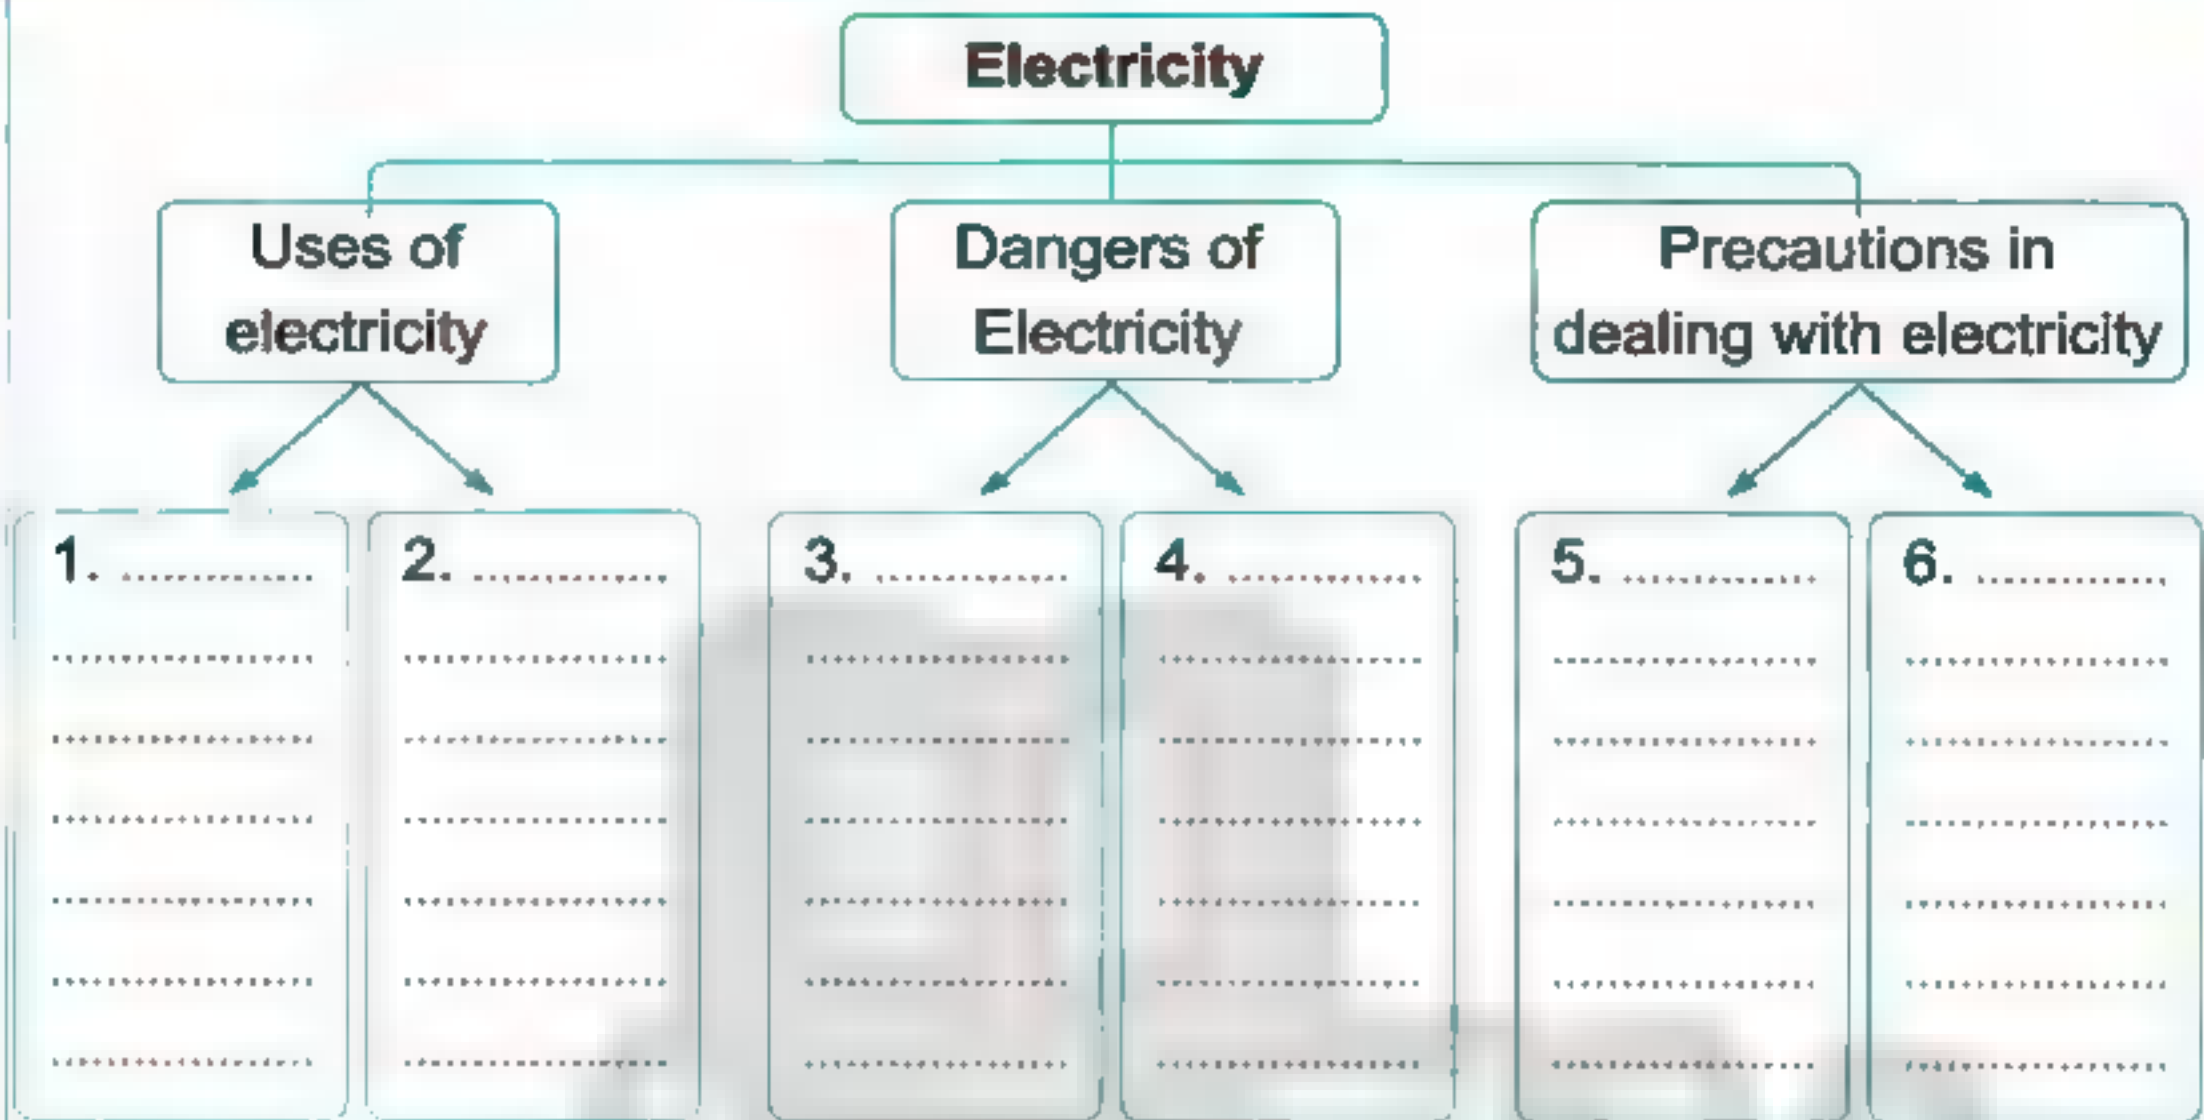 Electricity
Uses of
electricity
Dangers of
Electricity
Precautions in
dealing with electricity
1. ..................
2. ..................
3. ..................
4. ..................
5. ..................
6. ..................